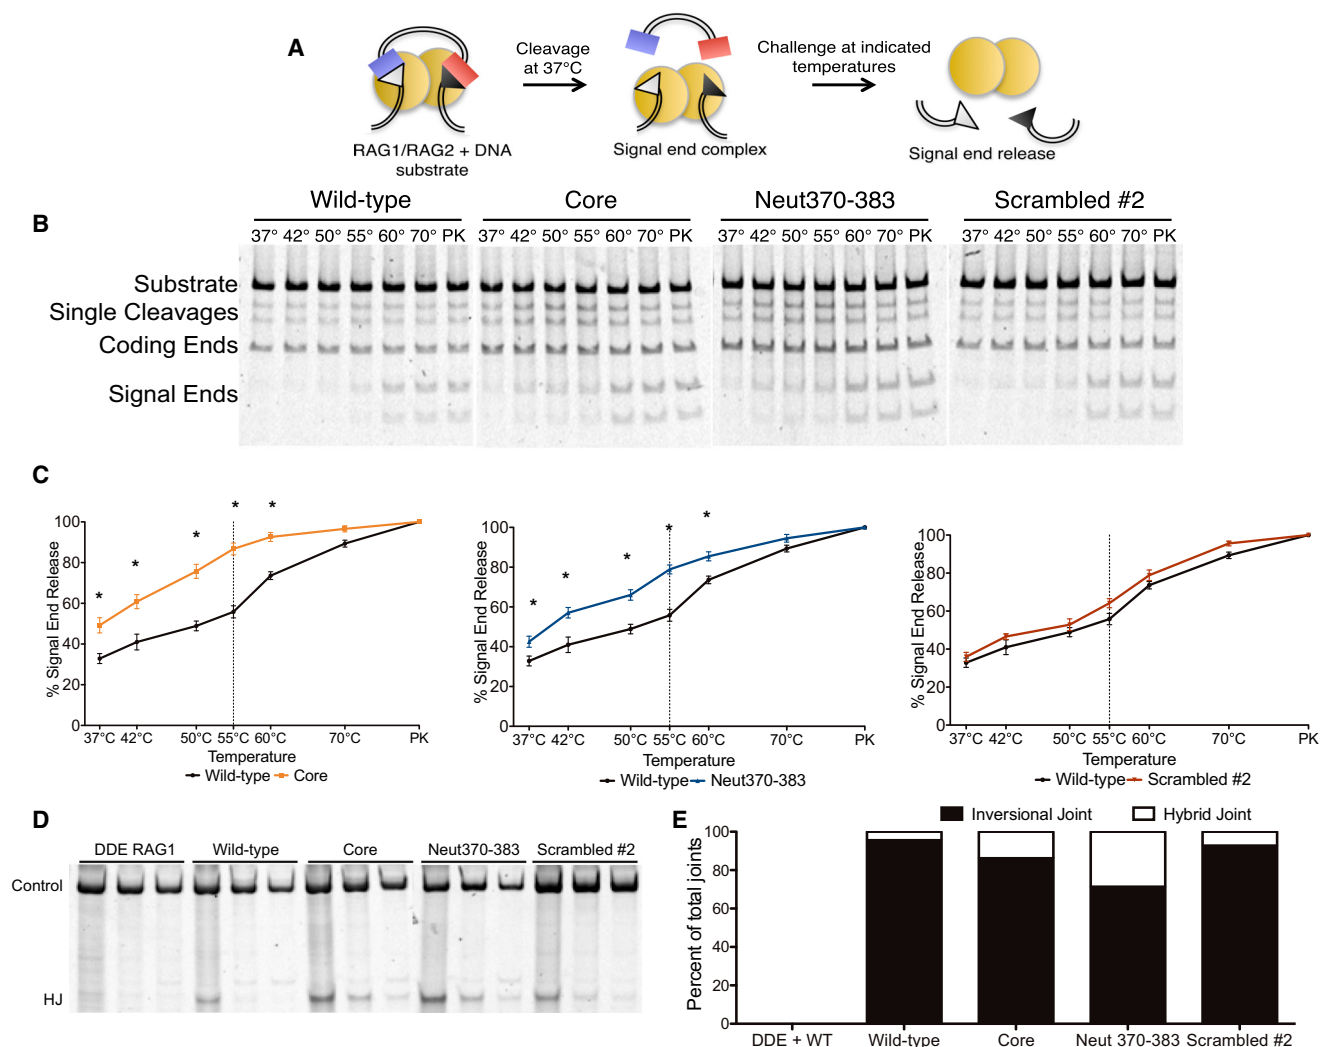 A
Cleavage
at 37°C
Challenge at indicated
temperatures
RAG1/RAG2 + DNA
substrate
Signal end complex
Signal end release
B
Wild-type
Core
Neut370-383
Scrambled #2
37° 42° 50° 55° 60° 70° PK
37° 42° 50° 55° 60° 70° PK
37° 42° 50° 55° 60° 70° PK
37° 42° 50° 55° 60° 70° PK
Substrate
Single Cleavages
Coding Ends
Signal Ends
C
% Signal End Release
100
80
60
40
20
0
* * * * *
37°C 42°C 50°C 55°C 60°C 70°C PK
Temperature
Wild-type Core
% Signal End Release
100
80
60
40
20
0
* * * * *
37°C 42°C 50°C 55°C 60°C 70°C PK
Temperature
Wild-type Neut370-383
% Signal End Release
100
80
60
40
20
0
37°C 42°C 50°C 55°C 60°C 70°C PK
Temperature
Wild-type Scrambled #2
D
DDE RAG1 Wild-type Core Neut370-383 Scrambled #2
Control
HJ
E
Inversional Joint Hybrid Joint
Percent of total joints
100
80
60
40
20
0
DDE + WT Wild-type Core Neut 370-383 Scrambled #2